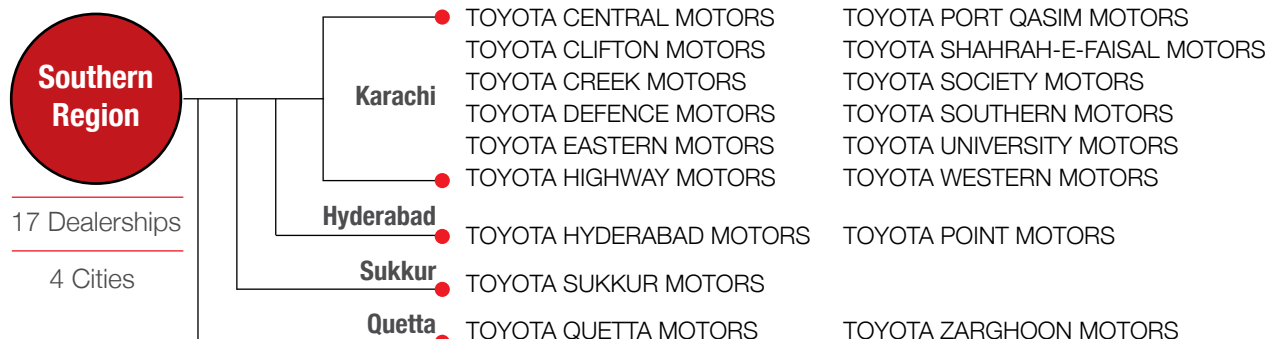 Southern
Region
17 Dealerships
4 Cities
Karachi
TOYOTA CENTRAL MOTORS TOYOTA PORT QASIM MOTORS
TOYOTA CLIFTON MOTORS TOYOTA SHAHRAH-E-FAISAL MOTORS
TOYOTA CREEK MOTORS TOYOTA SOCIETY MOTORS
TOYOTA DEFENCE MOTORS TOYOTA SOUTHERN MOTORS
TOYOTA EASTERN MOTORS TOYOTA UNIVERSITY MOTORS
TOYOTA HIGHWAY MOTORS TOYOTA WESTERN MOTORS
Hyderabad
TOYOTA HYDERABAD MOTORS TOYOTA POINT MOTORS
Sukkur
TOYOTA SUKKUR MOTORS
Quetta
TOYOTA QUETTA MOTORS TOYOTA ZARGHOON MOTORS